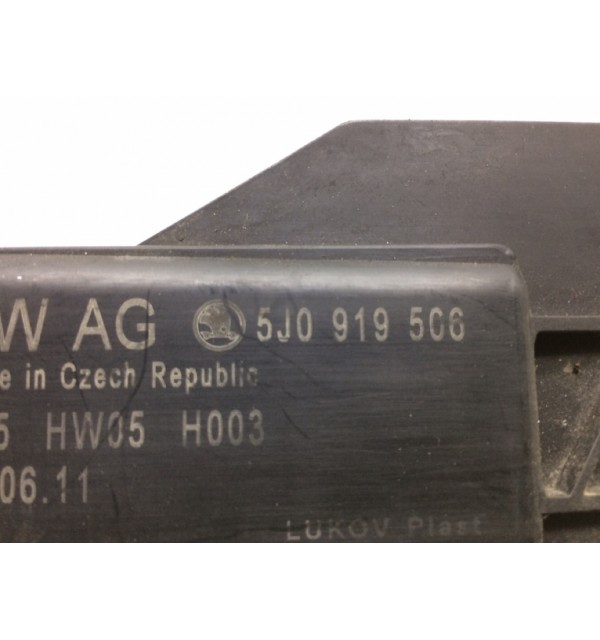 W AG 5J0 919 506
e in Czech Republic
5 HW05 H003
06.11
LUKOV Plast